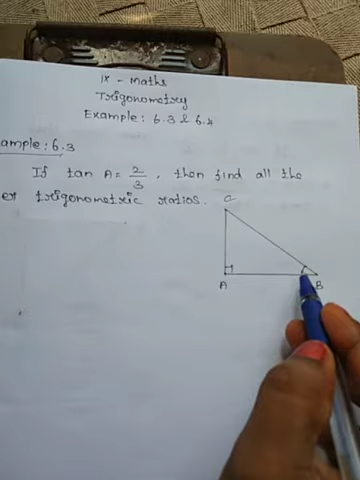 IX - Maths
Trigonometry
Example: 6.3 & 6.4
ample: 6.3
If tan A = 2/3, then find all the
er trigonometric ratios.
C
A B